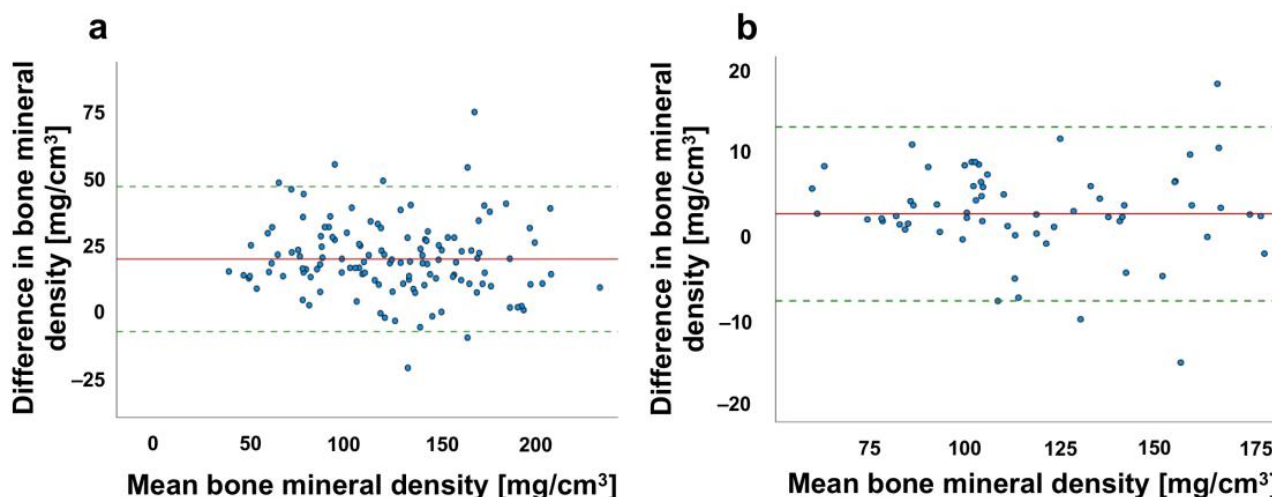 a
Difference in bone mineral
density [mg/cm³]
75
50
25
0
–25
0 50 100 150 200
Mean bone mineral density [mg/cm³]
b
Difference in bone mineral
density [mg/cm³]
20
10
0
–10
–20
75 100 125 150 175
Mean bone mineral density [mg/cm³]